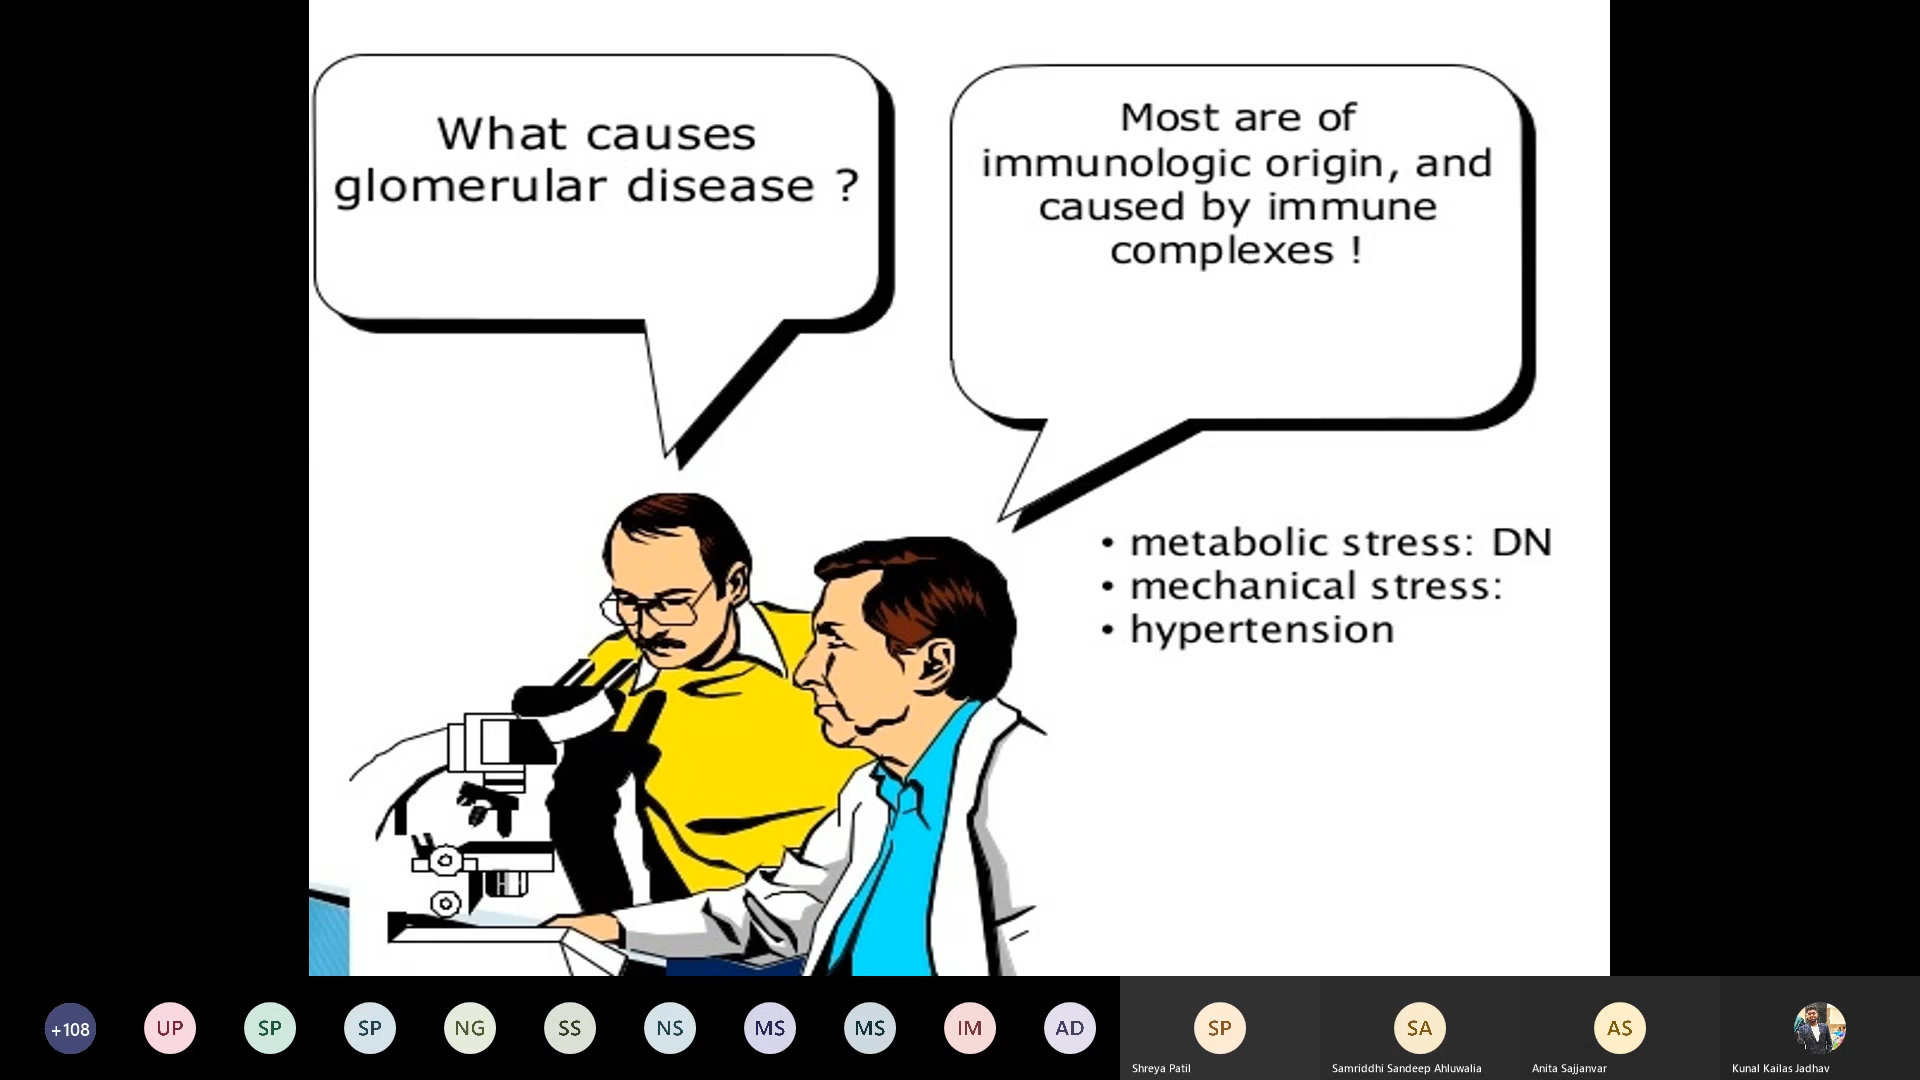 What causes
glomerular disease ?
Most are of
immunologic origin, and
caused by immune
complexes !
• metabolic stress: DN
• mechanical stress:
• hypertension
+108
UP
SP
SP
NG
SS
NS
MS
MS
IM
AD
SP
SA
AS
Shreya Patil
Samriddhi Sandeep Ahluwalia
Anita Sajjanvar
Kunal Kailas Jadhav